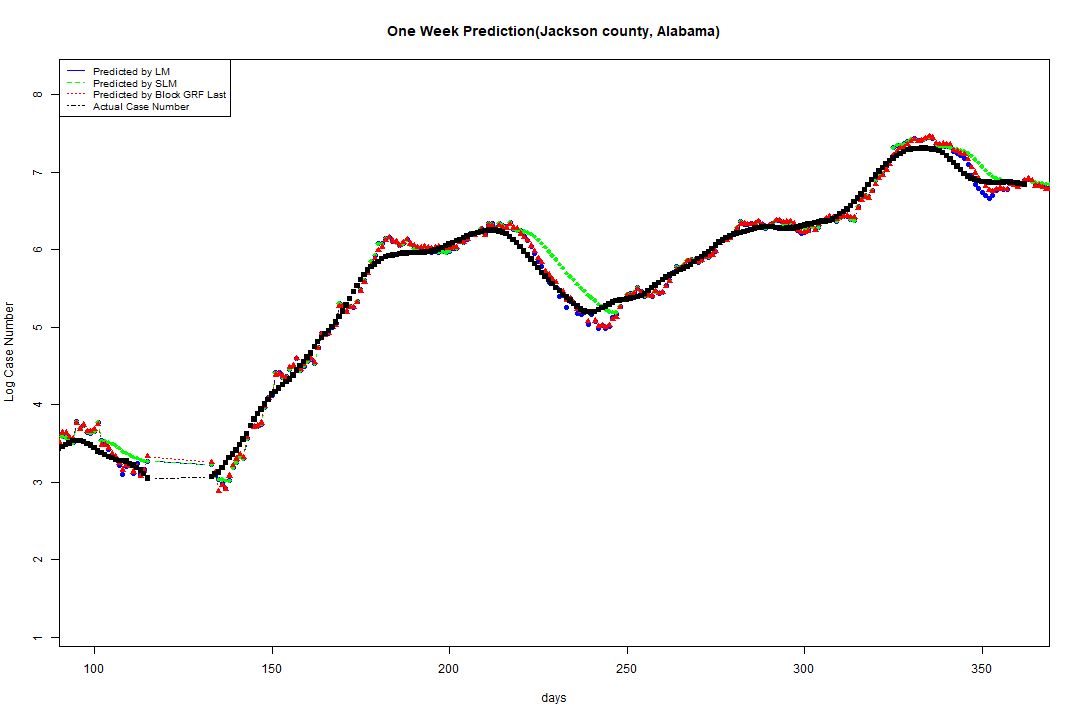 One Week Prediction(Jackson county, Alabama)
Predicted by LM
Predicted by SLM
Predicted by Block GRF Last
Actual Case Number
8
7
6
5
4
3
2
1
Log Case Number
100 150 200 250 300 350
days